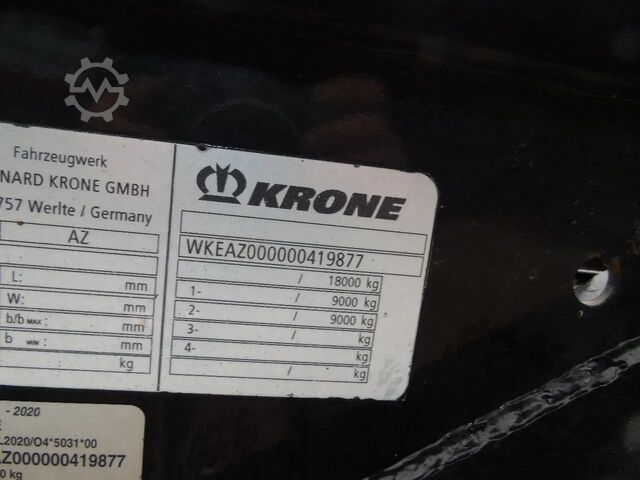 Fahrzeugwerk
NARD KRONE GMBH
757 Werlte / Germany
AZ
L: mm
W: mm
b/b MAX : mm
b MIN : mm
kg
KRONE
WKEAZ000000419877
/ 18000 kg
1- / 9000 kg
2- / 9000 kg
3- / kg
4- kg
/ kg
- 2020
E
L2020/O4*5031*00
AZ000000419877
0 kg